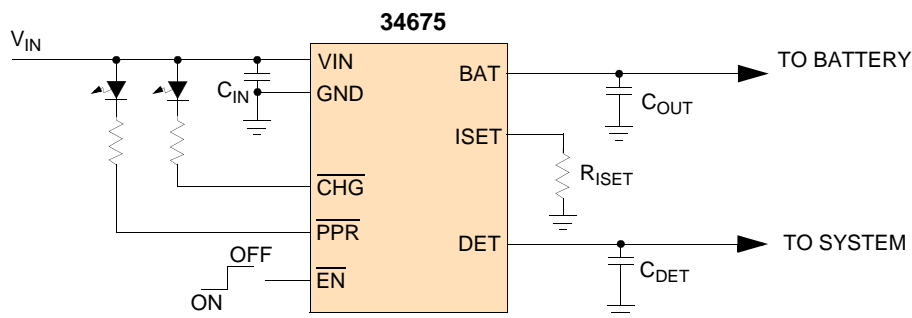 34675
VIN
VIN
BAT
TO BATTERY
CIN
GND
COUT
ISET
RISET
CHG
PPR
DET
TO SYSTEM
OFF
EN
CDET
ON